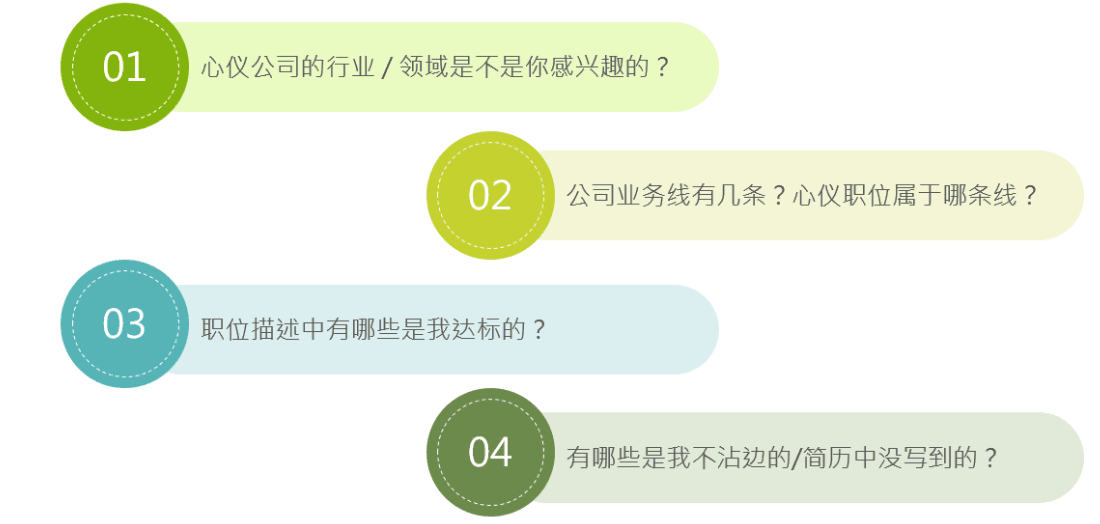 01
心仪公司的行业 / 领域是不是你感兴趣的？
02
公司业务线有几条？心仪职位属于哪条线？
03
职位描述中有哪些是我达标的？
04
有哪些是我不沾边的/简历中没写到的？